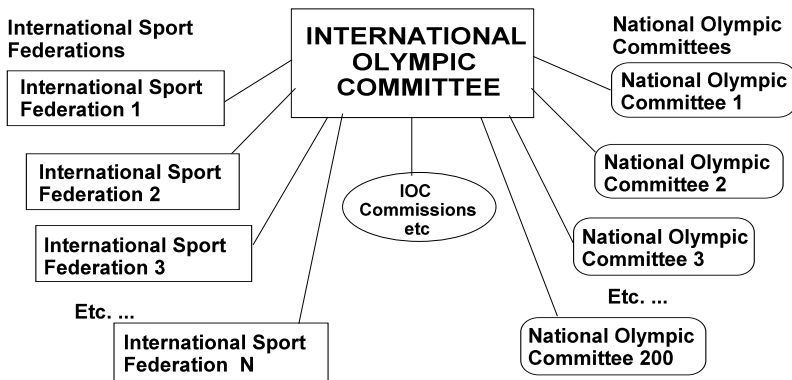 International Sport
Federations
International Sport
Federation 1
International Sport
Federation 2
International Sport
Federation 3
Etc. ...
International Sport
Federation N
INTERNATIONAL
OLYMPIC
COMMITTEE
IOC
Commissions
etc
National Olympic
Committees
National Olympic
Committee 1
National Olympic
Committee 2
National Olympic
Committee 3
Etc. ...
National Olympic
Committee 200